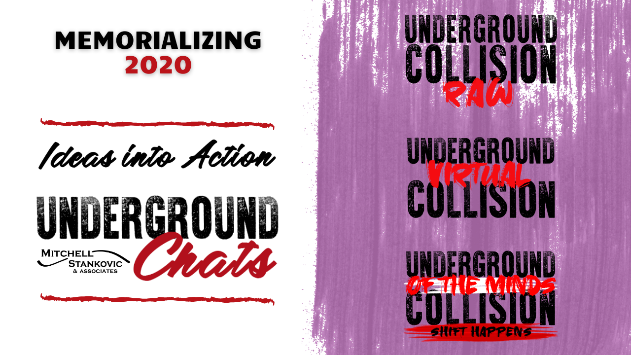 MEMORIALIZING
2020
Ideas into Action
UNDERGROUND
Chats
MITCHELL
STANKOVIC
& ASSOCIATES
UNDERGROUND
COLLISION
RAW
UNDERGROUND
VIRTUAL
COLLISION
UNDERGROUND
OF THE MINDS
COLLISION
SHIFT HAPPENS